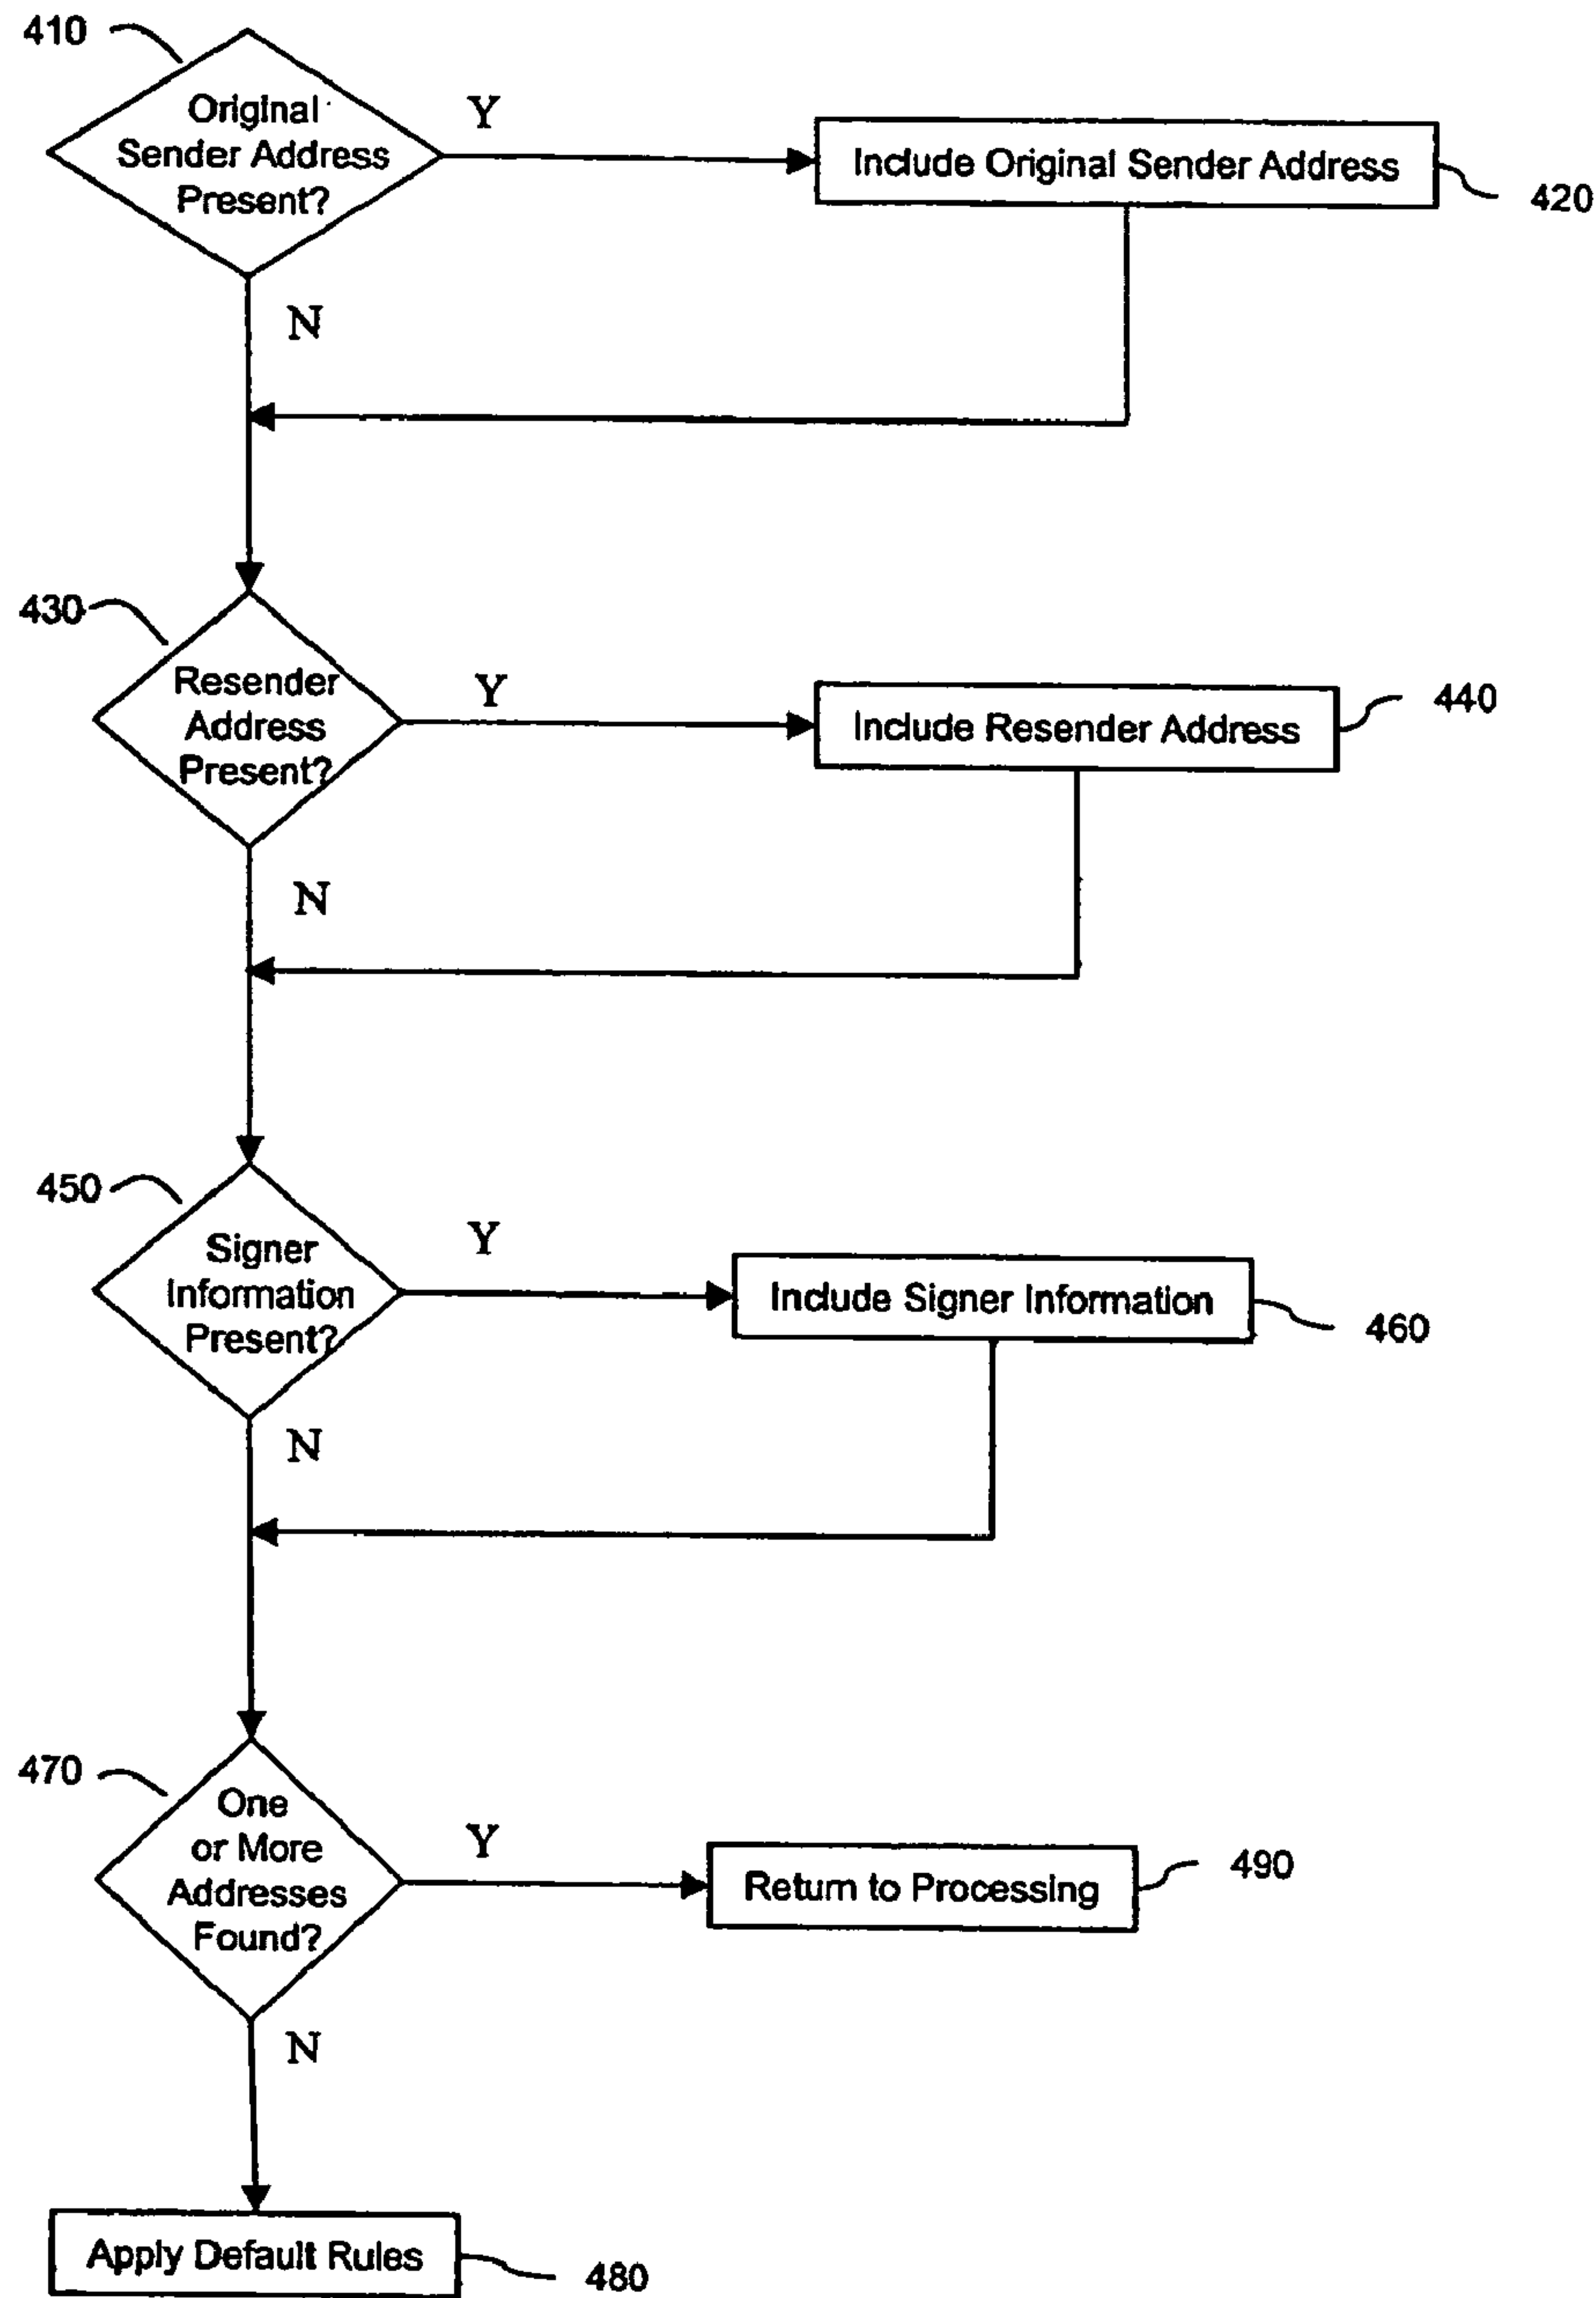 410
Original
Sender Address
Present?
Y
Include Original Sender Address
420
N
430
Resender
Address
Present?
Y
Include Resender Address
440
N
450
Signer
Information
Present?
Y
Include Signer Information
460
N
470
One
or More
Addresses
Found?
Y
Return to Processing
490
N
Apply Default Rules
480